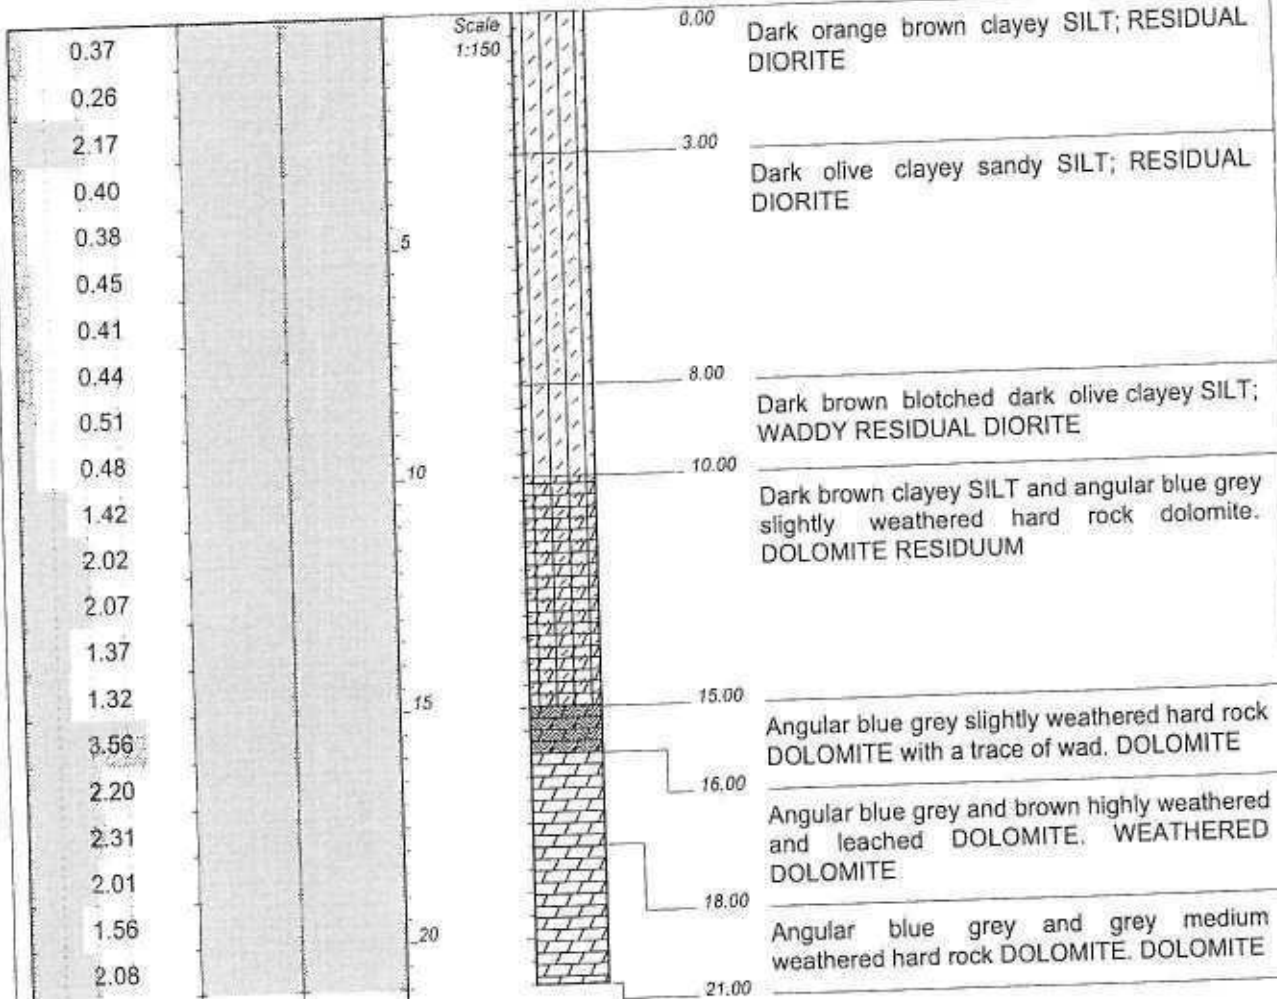 Scale
1:150
0.37
0.26
2.17
0.40
0.38
0.45
0.41
0.44
0.51
0.48
1.42
2.02
2.07
1.37
1.32
3.56
2.20
2.31
2.01
1.56
2.08
5
10
15
20
0.00
Dark orange brown clayey SILT; RESIDUAL
DIORITE
3.00
Dark olive clayey sandy SILT; RESIDUAL
DIORITE
8.00
Dark brown blotched dark olive clayey SILT;
WADDY RESIDUAL DIORITE
10.00
Dark brown clayey SILT and angular blue grey
slightly weathered hard rock dolomite.
DOLOMITE RESIDUUM
15.00
Angular blue grey slightly weathered hard rock
DOLOMITE with a trace of wad. DOLOMITE
16.00
Angular blue grey and brown highly weathered
and leached DOLOMITE. WEATHERED
DOLOMITE
18.00
Angular blue grey and grey medium
weathered hard rock DOLOMITE. DOLOMITE
21.00